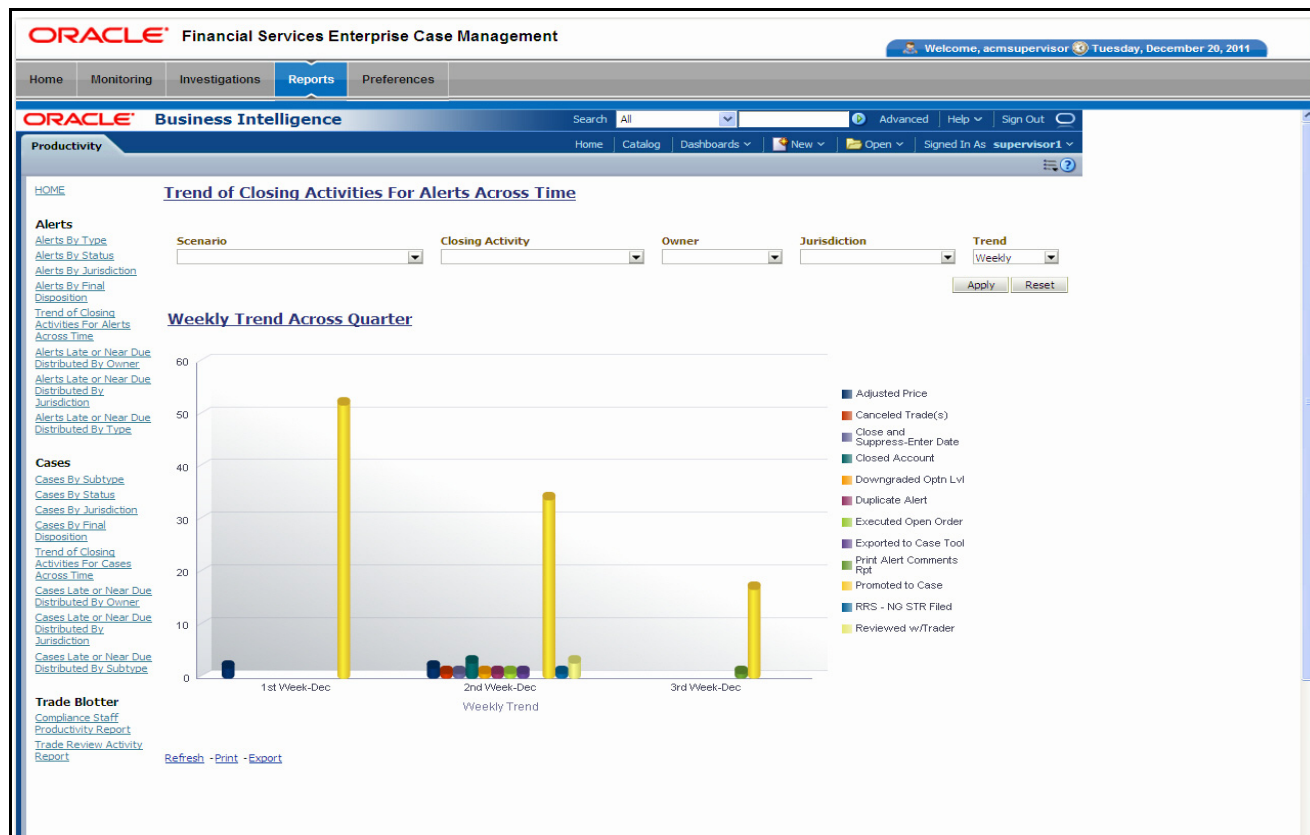 ORACLE Financial Services Enterprise Case Management
Welcome, acmsupervisor Tuesday, December 20, 2011
Home Monitoring Investigations Reports Preferences
ORACLE Business Intelligence
Search All Advanced Help Sign Out
Productivity
Home Catalog Dashboards New Open Signed In As supervisor1
HOME
Alerts
Alerts By Type
Alerts By Status
Alerts By Jurisdiction
Alerts By Final
Disposition
Trend of Closing
Activities For Alerts
Across Time
Alerts Late or Near Due
Distributed By Owner
Alerts Late or Near Due
Distributed By
Jurisdiction
Alerts Late or Near Due
Distributed By Type
Cases
Cases By Subtype
Cases By Status
Cases By Jurisdiction
Cases By Final
Disposition
Trend of Closing
Activities For Cases
Across Time
Cases Late or Near Due
Distributed By Owner
Cases Late or Near Due
Distributed By
Jurisdiction
Cases Late or Near Due
Distributed By Subtype
Trade Blotter
Compliance Staff
Productivity Report
Trade Review Activity
Report
Trend of Closing Activities For Alerts Across Time
Scenario Closing Activity Owner Jurisdiction Trend
Weekly
Apply Reset
Weekly Trend Across Quarter
60
50
40
30
20
10
0
1st Week-Dec 2nd Week-Dec 3rd Week-Dec
Weekly Trend
Adjusted Price
Canceled Trade(s)
Close and
Suppress-Enter Date
Closed Account
Downgraded Optn Lvl
Duplicate Alert
Executed Open Order
Exported to Case Tool
Print Alert Comments
Rpt
Promoted to Case
RRS - NG STR Filed
Reviewed w/Trader
Refresh - Print - Export